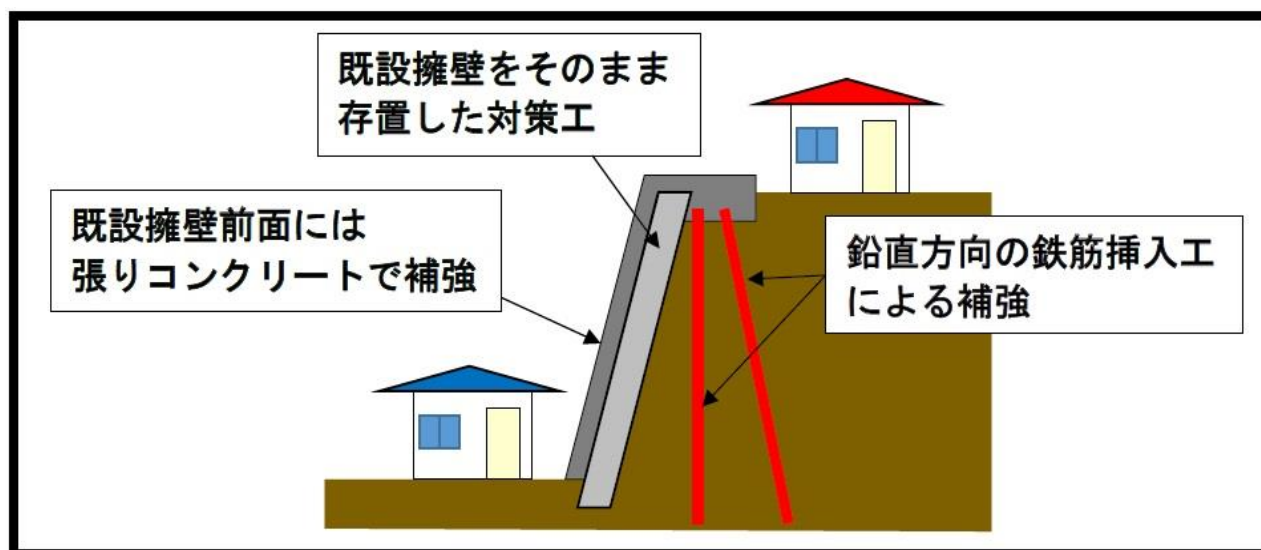 既設擁壁をそのまま
存置した対策工
既設擁壁前面には
張りコンクリートで補強
鉛直方向の鉄筋挿入工
による補強